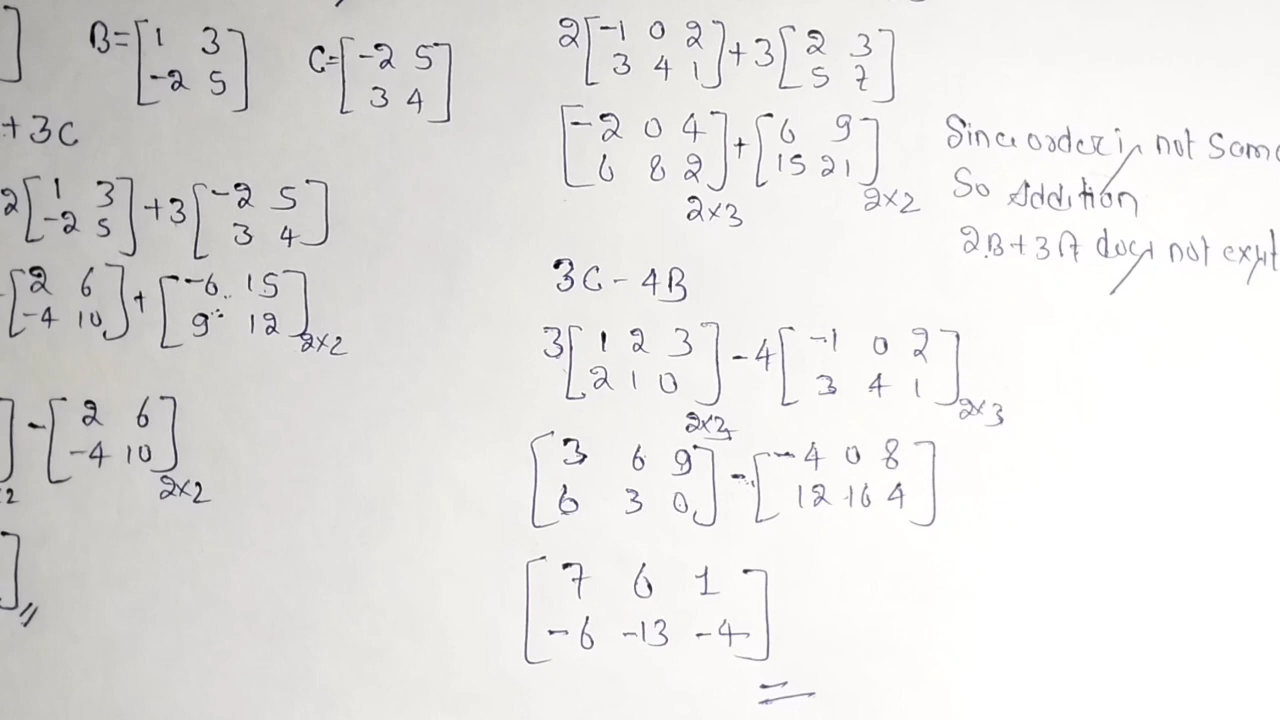 B=[1 3
-2 5]
C=[-2 5
3 4]
+3C
2[1 3
-2 5]+3[-2 5
3 4]
[2 6
-4 10]+[-6 15
9 12]2×2
]-[2 6
-4 10]2×2
2[-1 0 2
3 4 1]+3[2 3
5 7]
[-2 0 4
6 8 2]2×3+[6 9
15 21]2×2
Since order is not Same
So Addition
2B+3A does not exist
3C-4B
3[1 2 3
2 1 0]-4[-1 0 2
3 4 1]2×3
[3 6 9
6 3 0]-[-4 0 8
12 16 4]
[7 6 1
-6 -13 -4]